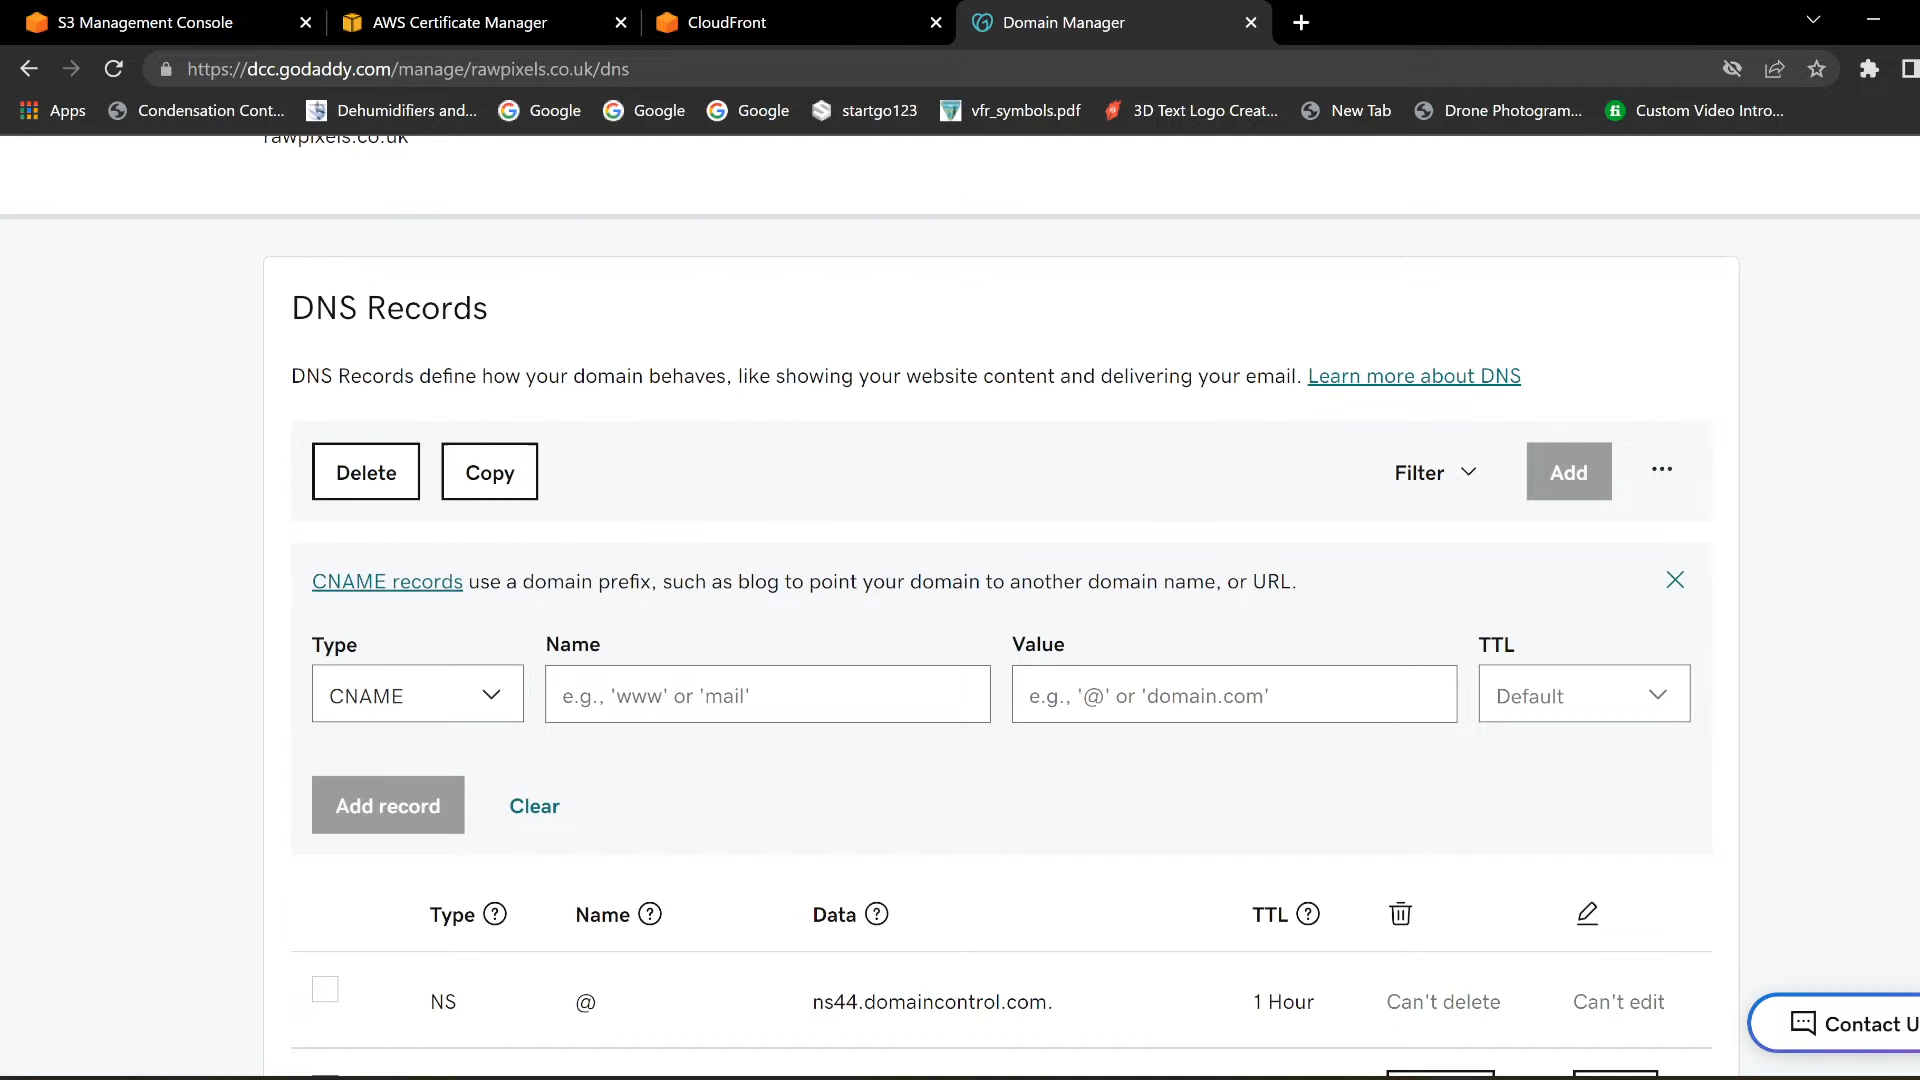 S3 Management Console
AWS Certificate Manager
CloudFront
Domain Manager
https://dcc.godaddy.com/manage/rawpixels.co.uk/dns
Apps
Condensation Cont...
Dehumidifiers and...
Google
Google
Google
startgo123
vfr_symbols.pdf
3D Text Logo Creat...
New Tab
Drone Photogram...
fi
Custom Video Intro...
rawpixels.co.uk
DNS Records
DNS Records define how your domain behaves, like showing your website content and delivering your email. Learn more about DNS
Delete
Copy
Filter
Add
CNAME records use a domain prefix, such as blog to point your domain to another domain name, or URL.
Type
Name
Value
TTL
CNAME
e.g., 'www' or 'mail'
e.g., '@' or 'domain.com'
Default
Add record
Clear
Type ?
Name ?
Data ?
TTL ?
NS
@
ns44.domaincontrol.com.
1 Hour
Can't delete
Can't edit
Contact U